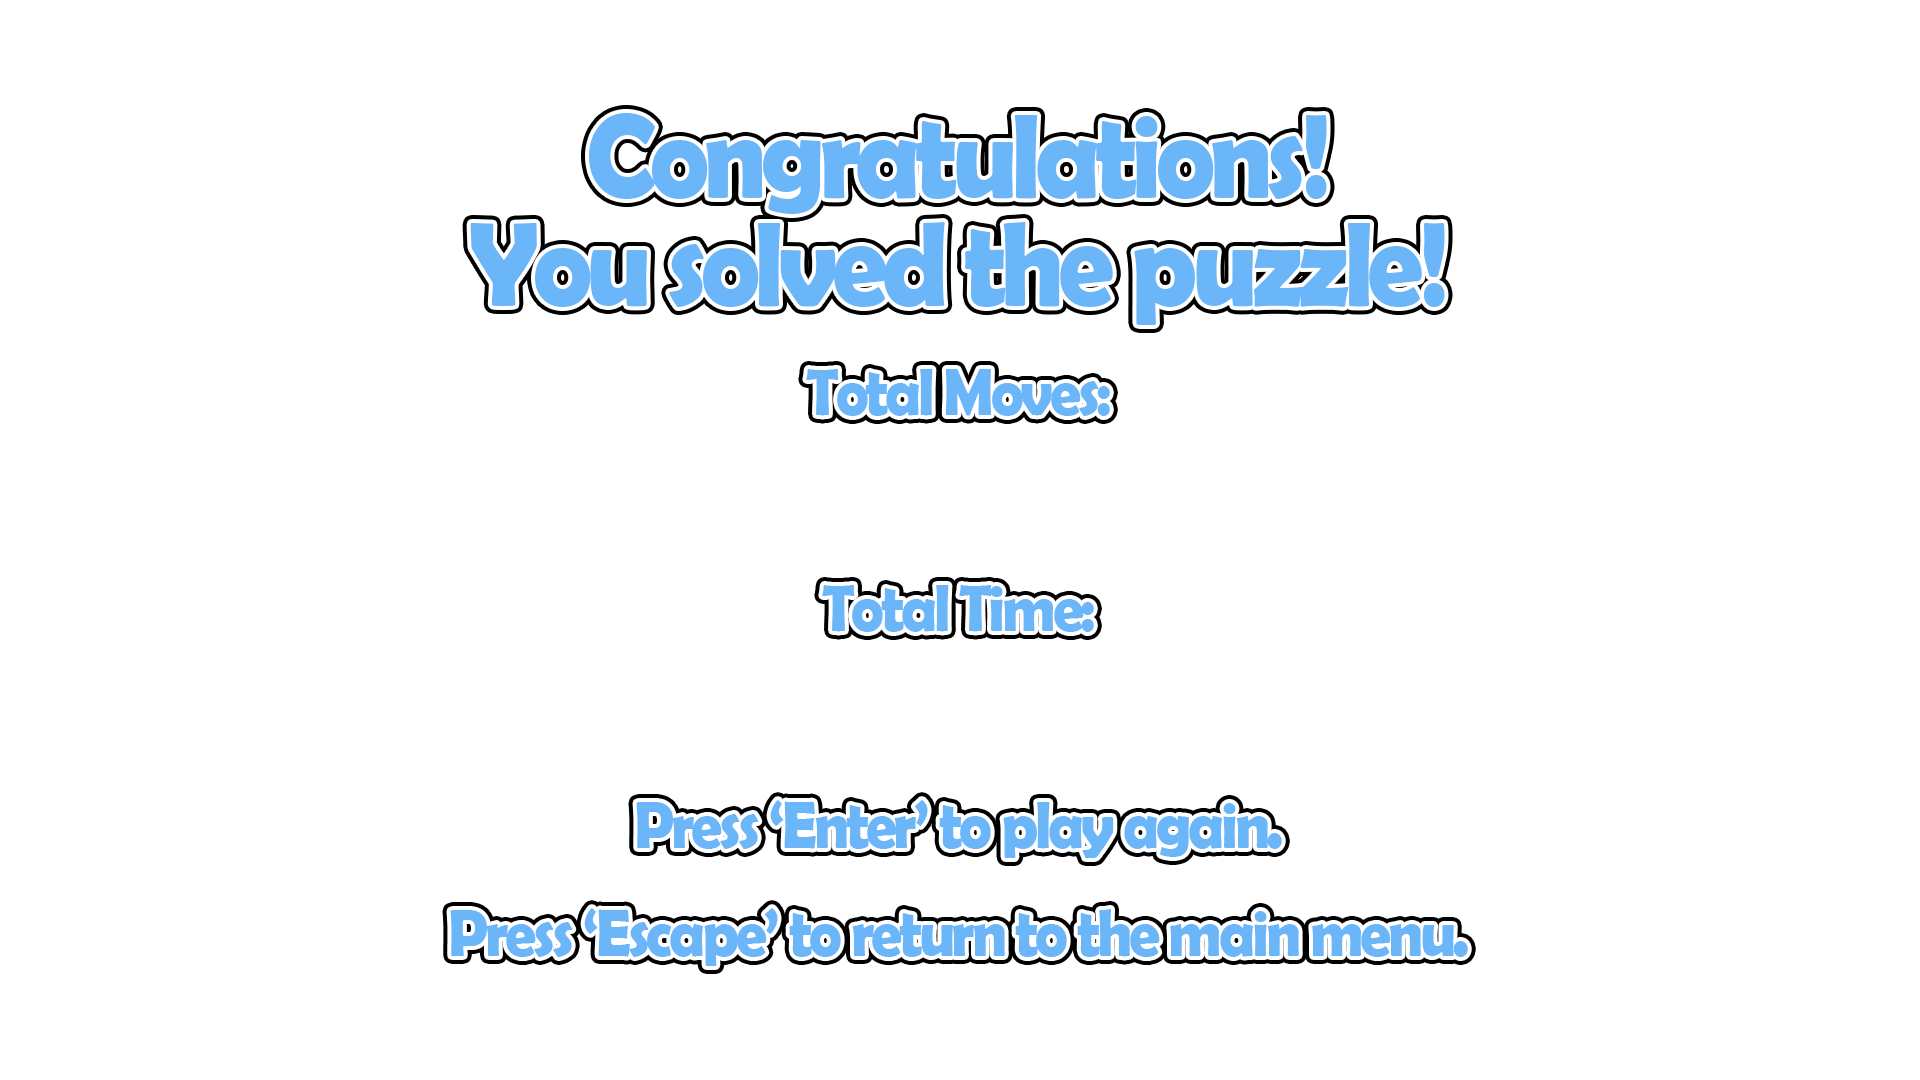 Congratulations!
You solved the puzzle!
Total Moves:
Total Time:
Press ‘Enter’ to play again.
Press ‘Escape’ to return to the main menu.